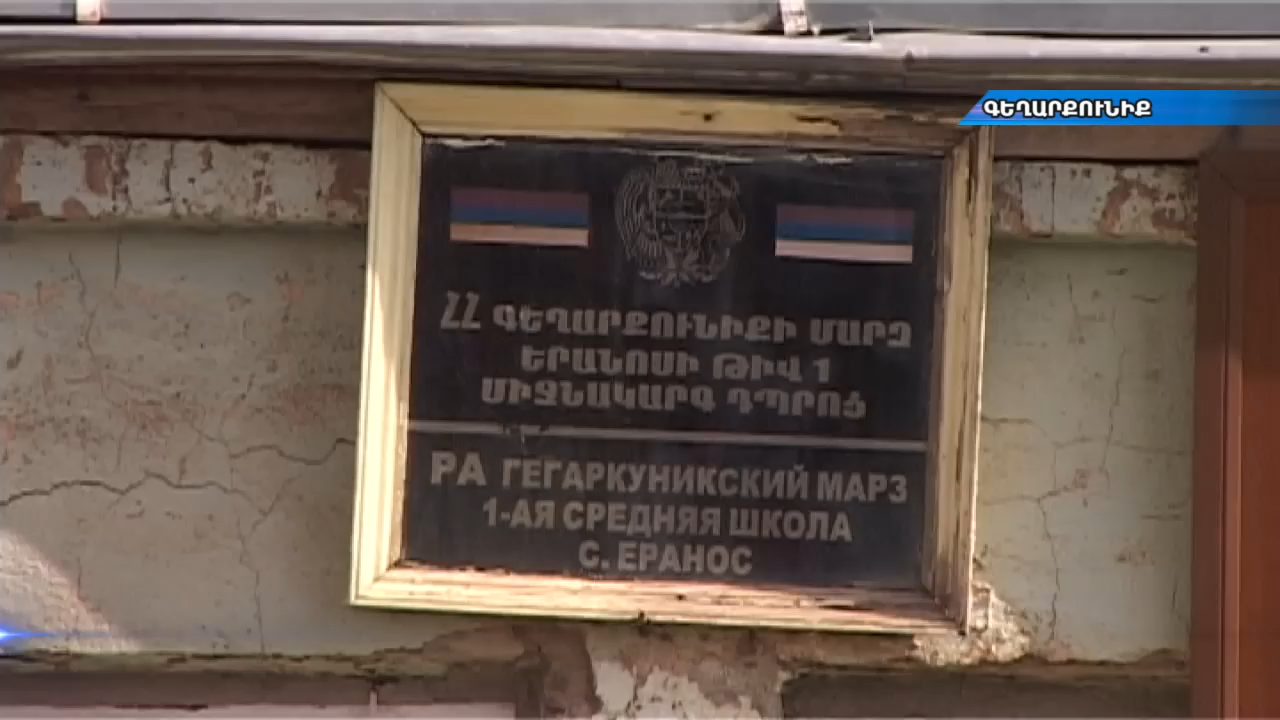 ԳԵՂԱՐՔՈՒՆԻՔ
ՀՀ ԳԵՂԱՐՔՈՒՆԻՔԻ ՄԱՐԶ
ԵՐԱՆՈՍԻ ԹԻՎ 1
ՄԻՋՆԱԿԱՐԳ ԴՊՐՈՑ
РА ГЕГАРКУНИКСКИЙ МАРЗ
1-АЯ СРЕДНЯЯ ШКОЛА
С. ЕРАНОС